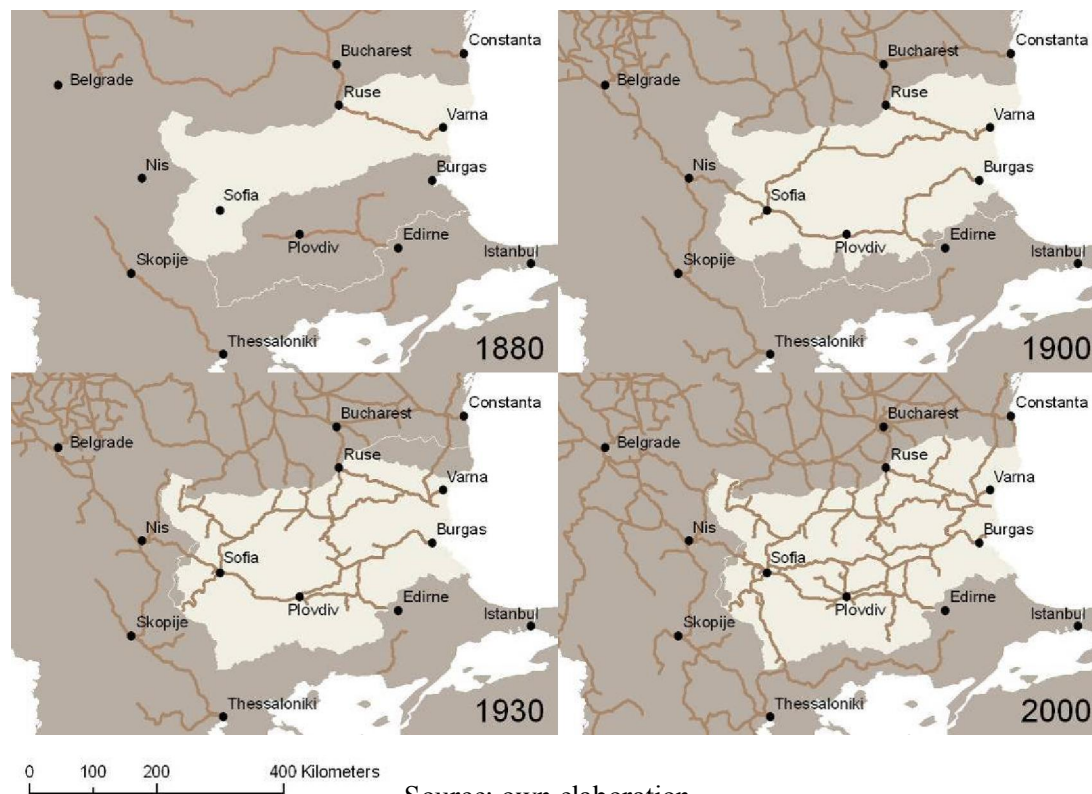 Constanta
Bucharest
Belgrade
Ruse
Varna
Nis
Burgas
Sofia
Plovdiv
Edirne
Skopije
Istanbul
Thessaloniki
1880
Constanta
Bucharest
Belgrade
Ruse
Varna
Nis
Burgas
Sofia
Plovdiv
Edirne
Skopije
Istanbul
Thessaloniki
1900
Constanta
Bucharest
Belgrade
Ruse
Varna
Nis
Burgas
Sofia
Plovdiv
Edirne
Skopije
Istanbul
Thessaloniki
1930
Constanta
Bucharest
Belgrade
Ruse
Varna
Nis
Burgas
Sofia
Plovdiv
Edirne
Skopije
Istanbul
Thessaloniki
2000
0 100 200 400 Kilometers
Source: own elaboration